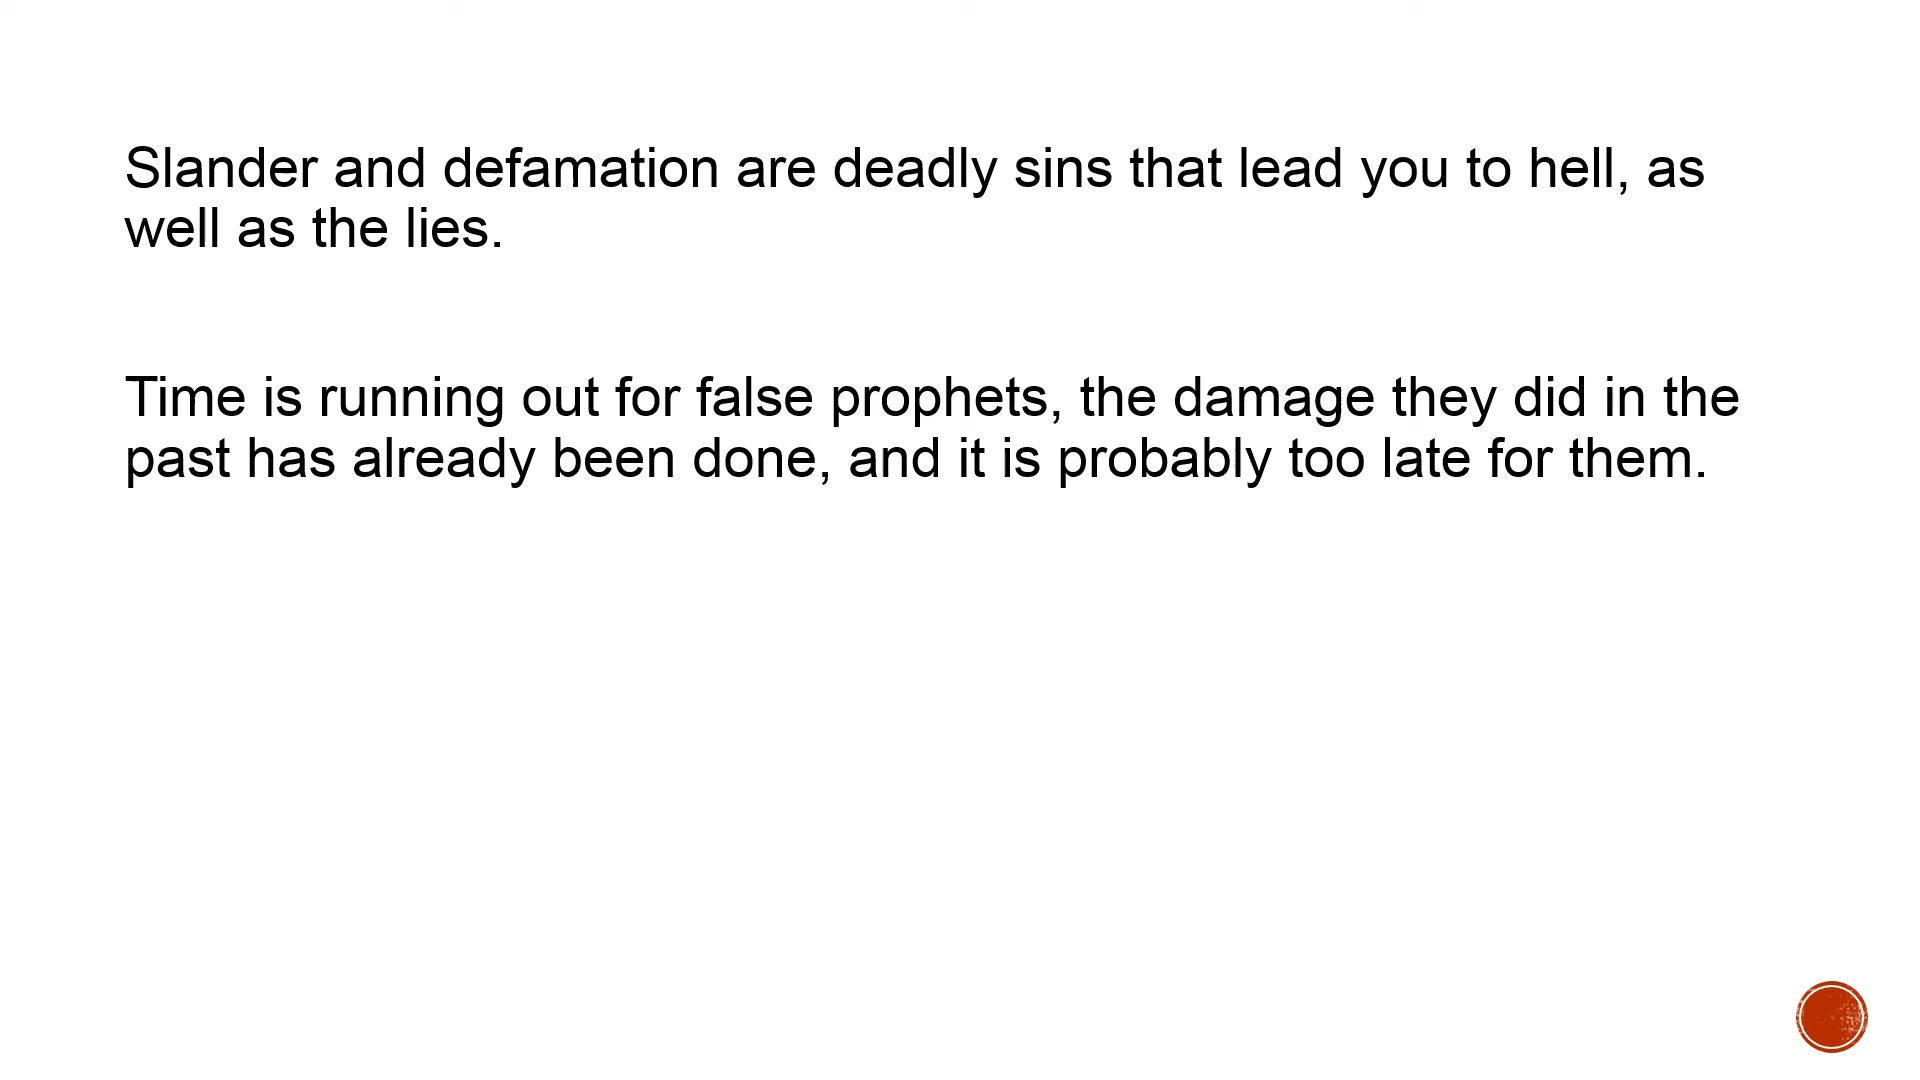 Slander and defamation are deadly sins that lead you to hell, as
well as the lies.
Time is running out for false prophets, the damage they did in the
past has already been done, and it is probably too late for them.